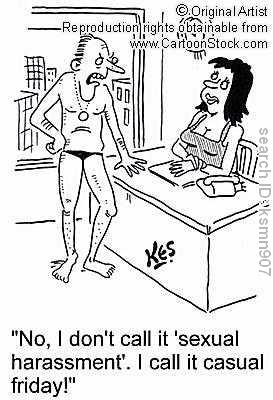 © Original Artist
Reproduction rights obtainable from
www.CartoonStock.com
search ID: ksmn907
KES
"No, I don't call it 'sexual
harassment'. I call it casual
friday!"